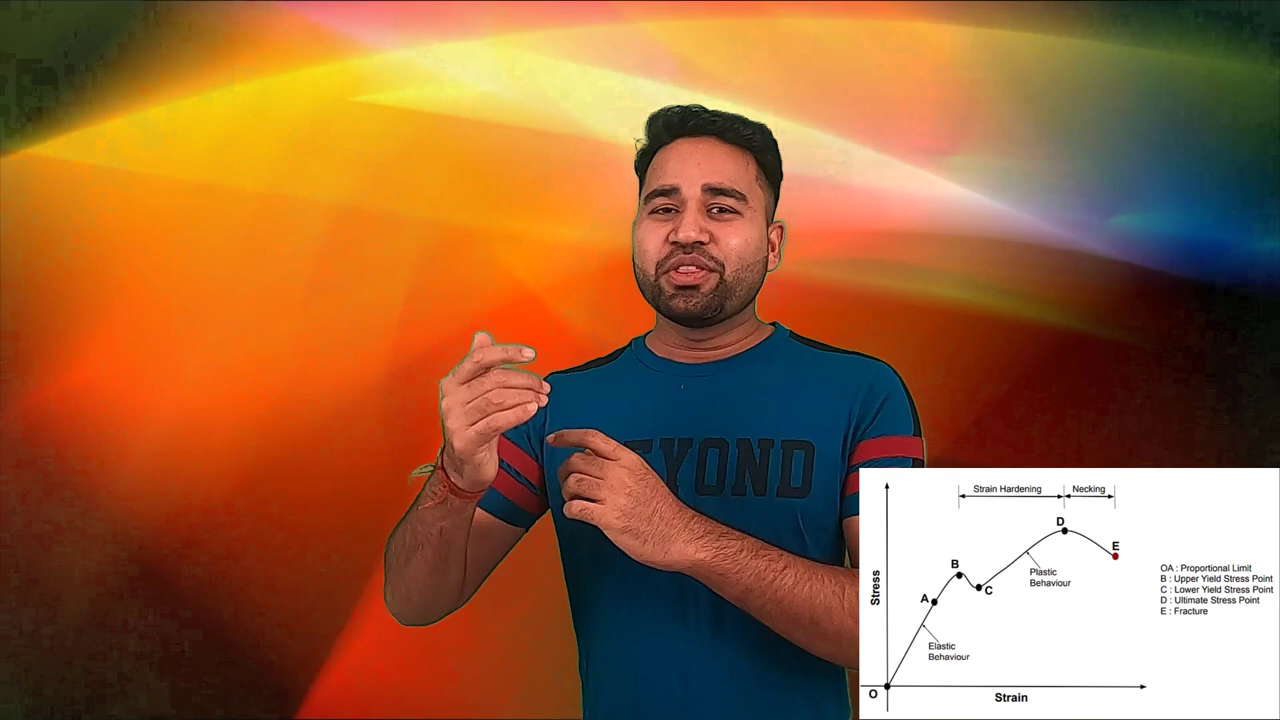 EYOND
Strain Hardening
Necking
D
E
B
Plastic
Behaviour
C
A
Stress
Elastic
Behaviour
O
Strain
OA : Proportional Limit
B : Upper Yield Stress Point
C : Lower Yield Stress Point
D : Ultimate Stress Point
E : Fracture